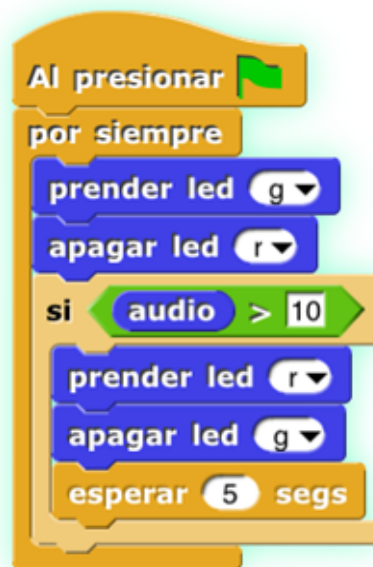 Al presionar
por siempre
prender led g
apagar led r
si audio > 10
prender led r
apagar led g
esperar 5 segs